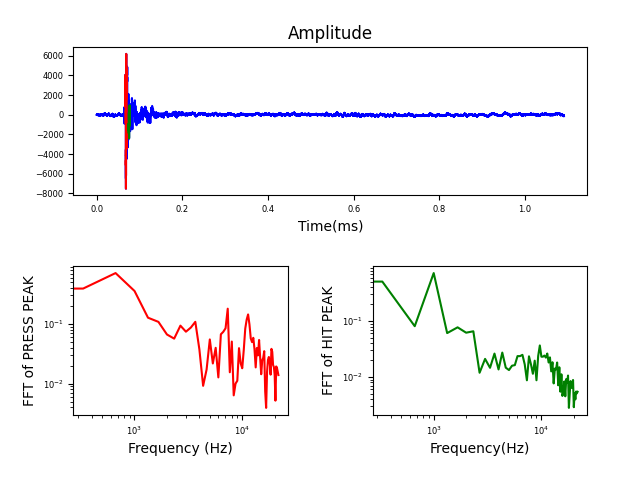 Amplitude
6000
4000
2000
0
−2000
−4000
−6000
−8000
0.0 0.2 0.4 0.6 0.8 1.0
Time(ms)
FFT of PRESS PEAK
10⁻¹
10⁻²
10³ 10⁴
Frequency (Hz)
FFT of HIT PEAK
10⁻¹
10⁻²
10³ 10⁴
Frequency(Hz)